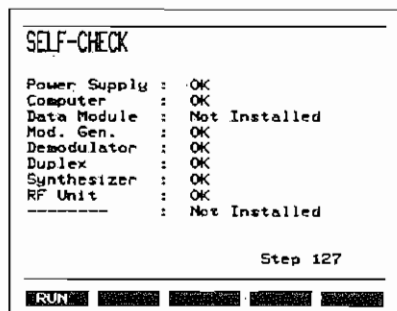 SELF-CHECK
Power Supply : OK
Computer : OK
Data Module : Not Installed
Mod. Gen. : OK
Demodulator : OK
Duplex : OK
Synthesizer : OK
RF Unit : OK
-------- : Not Installed
Step 127
RUN